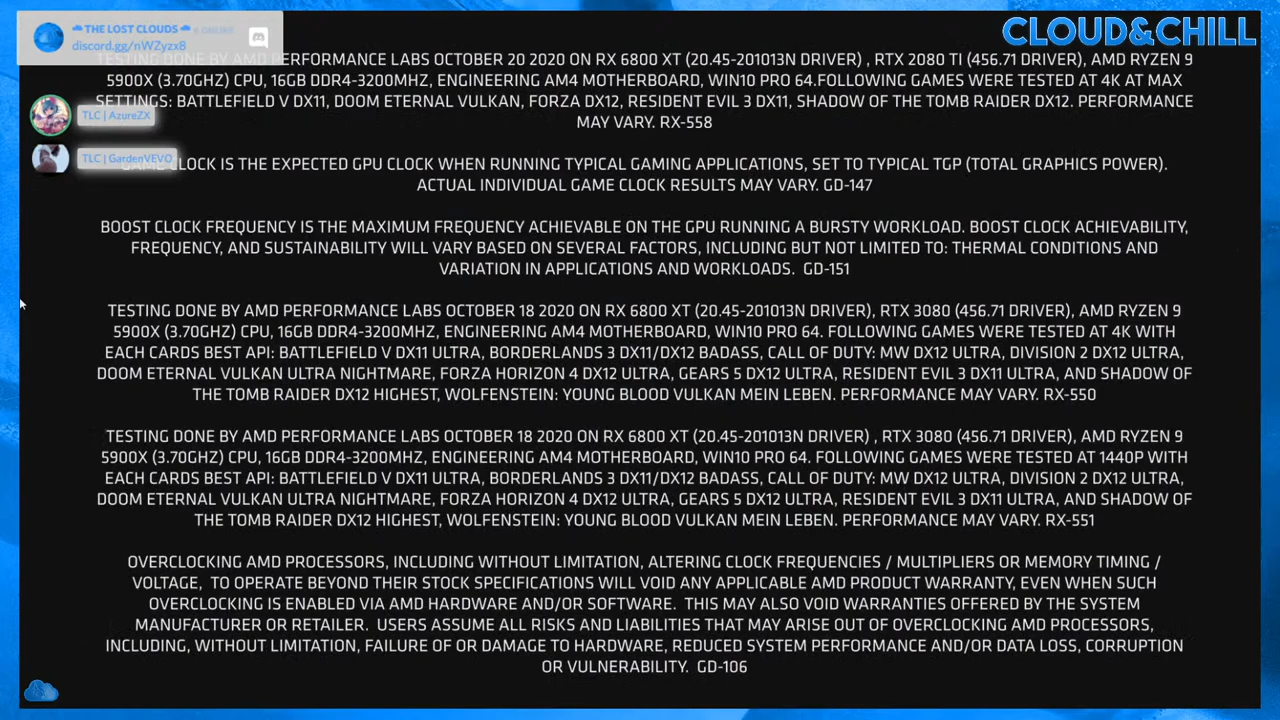 THE LOST CLOUDS
discord.gg/nWZyzx8
CLOUD&CHILL
TESTING DONE BY AMD PERFORMANCE LABS OCTOBER 20 2020 ON RX 6800 XT (20.45-201013N DRIVER) , RTX 2080 TI (456.71 DRIVER), AMD RYZEN 9
5900X (3.70GHZ) CPU, 16GB DDR4-3200MHZ, ENGINEERING AM4 MOTHERBOARD, WIN10 PRO 64.FOLLOWING GAMES WERE TESTED AT 4K AT MAX
SETTINGS: BATTLEFIELD V DX11, DOOM ETERNAL VULKAN, FORZA DX12, RESIDENT EVIL 3 DX11, SHADOW OF THE TOMB RAIDER DX12. PERFORMANCE
MAY VARY. RX-558
TLC | AzureZX
TLC | GardenVEVO
GAME CLOCK IS THE EXPECTED GPU CLOCK WHEN RUNNING TYPICAL GAMING APPLICATIONS, SET TO TYPICAL TGP (TOTAL GRAPHICS POWER).
ACTUAL INDIVIDUAL GAME CLOCK RESULTS MAY VARY. GD-147
BOOST CLOCK FREQUENCY IS THE MAXIMUM FREQUENCY ACHIEVABLE ON THE GPU RUNNING A BURSTY WORKLOAD. BOOST CLOCK ACHIEVABILITY,
FREQUENCY, AND SUSTAINABILITY WILL VARY BASED ON SEVERAL FACTORS, INCLUDING BUT NOT LIMITED TO: THERMAL CONDITIONS AND
VARIATION IN APPLICATIONS AND WORKLOADS.  GD-151
TESTING DONE BY AMD PERFORMANCE LABS OCTOBER 18 2020 ON RX 6800 XT (20.45-201013N DRIVER), RTX 3080 (456.71 DRIVER), AMD RYZEN 9
5900X (3.70GHZ) CPU, 16GB DDR4-3200MHZ, ENGINEERING AM4 MOTHERBOARD, WIN10 PRO 64. FOLLOWING GAMES WERE TESTED AT 4K WITH
EACH CARDS BEST API: BATTLEFIELD V DX11 ULTRA, BORDERLANDS 3 DX11/DX12 BADASS, CALL OF DUTY: MW DX12 ULTRA, DIVISION 2 DX12 ULTRA,
DOOM ETERNAL VULKAN ULTRA NIGHTMARE, FORZA HORIZON 4 DX12 ULTRA, GEARS 5 DX12 ULTRA, RESIDENT EVIL 3 DX11 ULTRA, AND SHADOW OF
THE TOMB RAIDER DX12 HIGHEST, WOLFENSTEIN: YOUNG BLOOD VULKAN MEIN LEBEN. PERFORMANCE MAY VARY. RX-550
TESTING DONE BY AMD PERFORMANCE LABS OCTOBER 18 2020 ON RX 6800 XT (20.45-201013N DRIVER) , RTX 3080 (456.71 DRIVER), AMD RYZEN 9
5900X (3.70GHZ) CPU, 16GB DDR4-3200MHZ, ENGINEERING AM4 MOTHERBOARD, WIN10 PRO 64. FOLLOWING GAMES WERE TESTED AT 1440P WITH
EACH CARDS BEST API: BATTLEFIELD V DX11 ULTRA, BORDERLANDS 3 DX11/DX12 BADASS, CALL OF DUTY: MW DX12 ULTRA, DIVISION 2 DX12 ULTRA,
DOOM ETERNAL VULKAN ULTRA NIGHTMARE, FORZA HORIZON 4 DX12 ULTRA, GEARS 5 DX12 ULTRA, RESIDENT EVIL 3 DX11 ULTRA, AND SHADOW OF
THE TOMB RAIDER DX12 HIGHEST, WOLFENSTEIN: YOUNG BLOOD VULKAN MEIN LEBEN. PERFORMANCE MAY VARY. RX-551
OVERCLOCKING AMD PROCESSORS, INCLUDING WITHOUT LIMITATION, ALTERING CLOCK FREQUENCIES / MULTIPLIERS OR MEMORY TIMING /
VOLTAGE,  TO OPERATE BEYOND THEIR STOCK SPECIFICATIONS WILL VOID ANY APPLICABLE AMD PRODUCT WARRANTY, EVEN WHEN SUCH
OVERCLOCKING IS ENABLED VIA AMD HARDWARE AND/OR SOFTWARE.  THIS MAY ALSO VOID WARRANTIES OFFERED BY THE SYSTEM
MANUFACTURER OR RETAILER.  USERS ASSUME ALL RISKS AND LIABILITIES THAT MAY ARISE OUT OF OVERCLOCKING AMD PROCESSORS,
INCLUDING, WITHOUT LIMITATION, FAILURE OF OR DAMAGE TO HARDWARE, REDUCED SYSTEM PERFORMANCE AND/OR DATA LOSS, CORRUPTION
OR VULNERABILITY.  GD-106